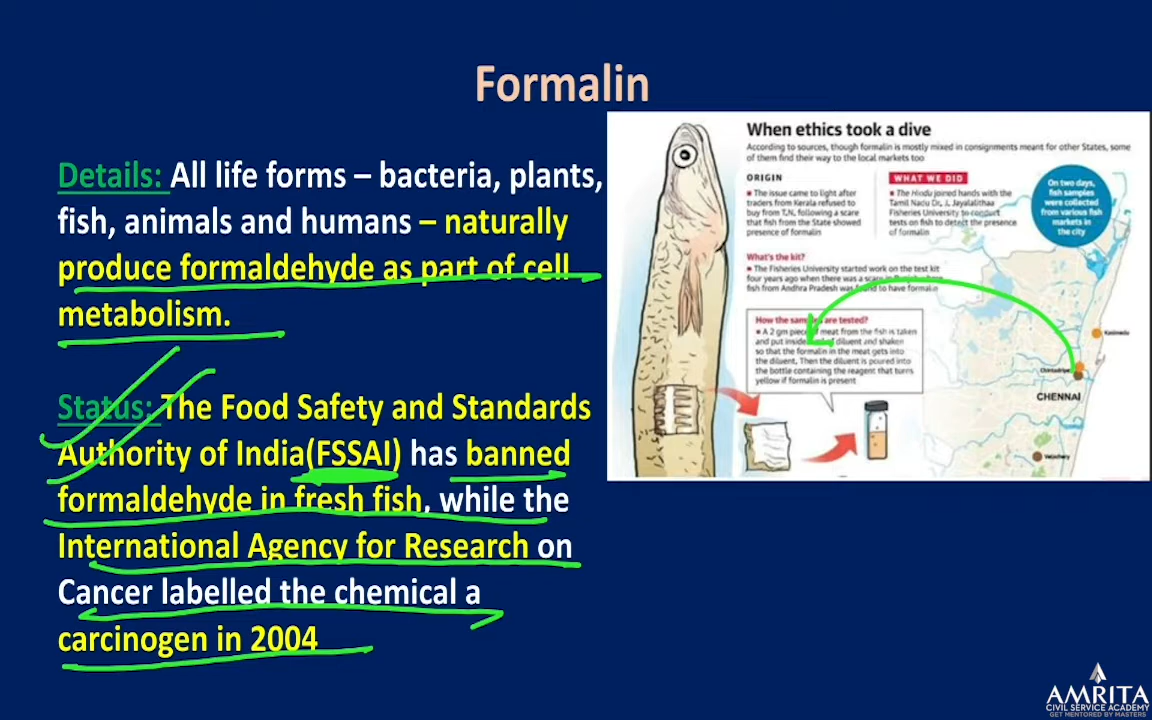 Formalin
Details: All life forms – bacteria, plants,
fish, animals and humans – naturally
produce formaldehyde as part of cell
metabolism.
Status: The Food Safety and Standards
Authority of India(FSSAI) has banned
formaldehyde in fresh fish, while the
International Agency for Research on
Cancer labelled the chemical a
carcinogen in 2004
When ethics took a dive
According to sources, though formalin is mostly mixed in consignments meant for other States, some
of them find their way to the local markets too
ORIGIN
The issue came to light after
traders from Kerala refused to
buy from T.N. following a scare
that fish from the State showed
presence of formalin
WHAT WE DID
The Hindu joined hands with the
Tamil Nadu Dr. J. Jayalalithaa
Fisheries University to conduct
tests on fish to detect the presence
of formalin
On two days,
fish samples
were collected
from various fish
markets in
the city
What's the kit?
The Fisheries University started work on the test kit
four years ago when there was a scare in
fish from Andhra Pradesh was found to have formalin
How the samples are tested?
A 2 gm piece of meat from the fish is taken
and put inside of diluent and shaken
so that the formalin in the meat gets into
the diluent. Then the diluent is poured into
the bottle containing the reagent that turns
yellow if formalin is present
Kasimedu
Chintadripet
CHENNAI
Velachery
AMRITA
CIVIL SERVICE ACADEMY
GET MENTORED BY MASTERS